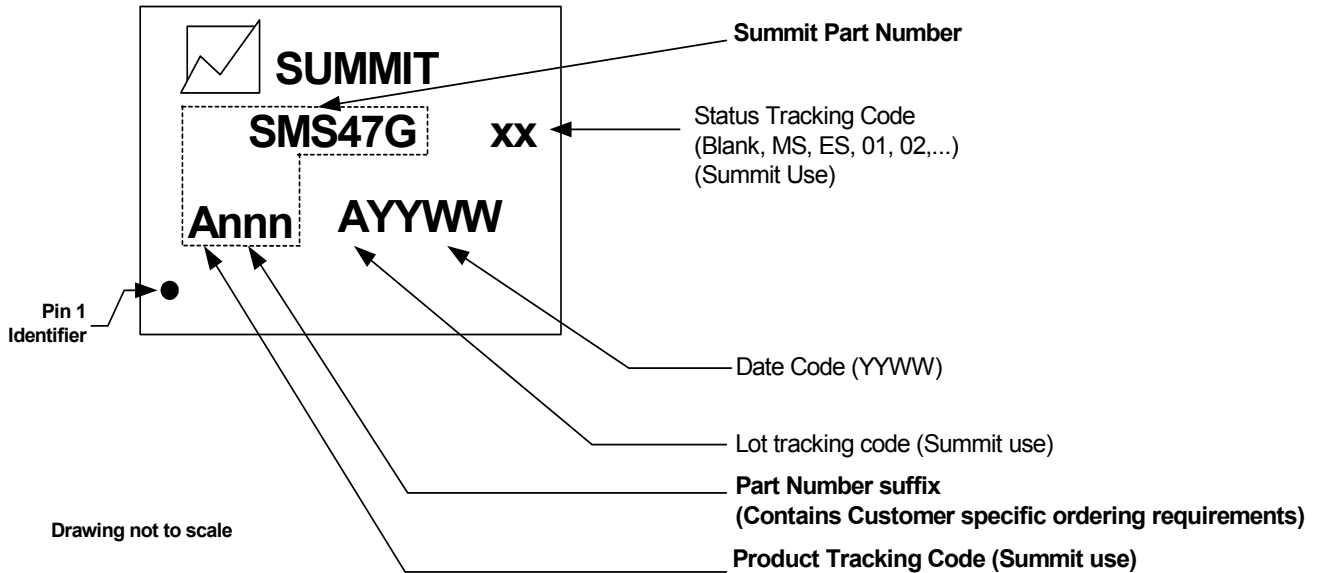 Summit Part Number
SUMMIT
SMS47G
xx
Status Tracking Code
(Blank, MS, ES, 01, 02,...)
(Summit Use)
Annn
AYYWW
Pin 1
Identifier
Date Code (YYWW)
Lot tracking code (Summit use)
Part Number suffix
(Contains Customer specific ordering requirements)
Drawing not to scale
Product Tracking Code (Summit use)